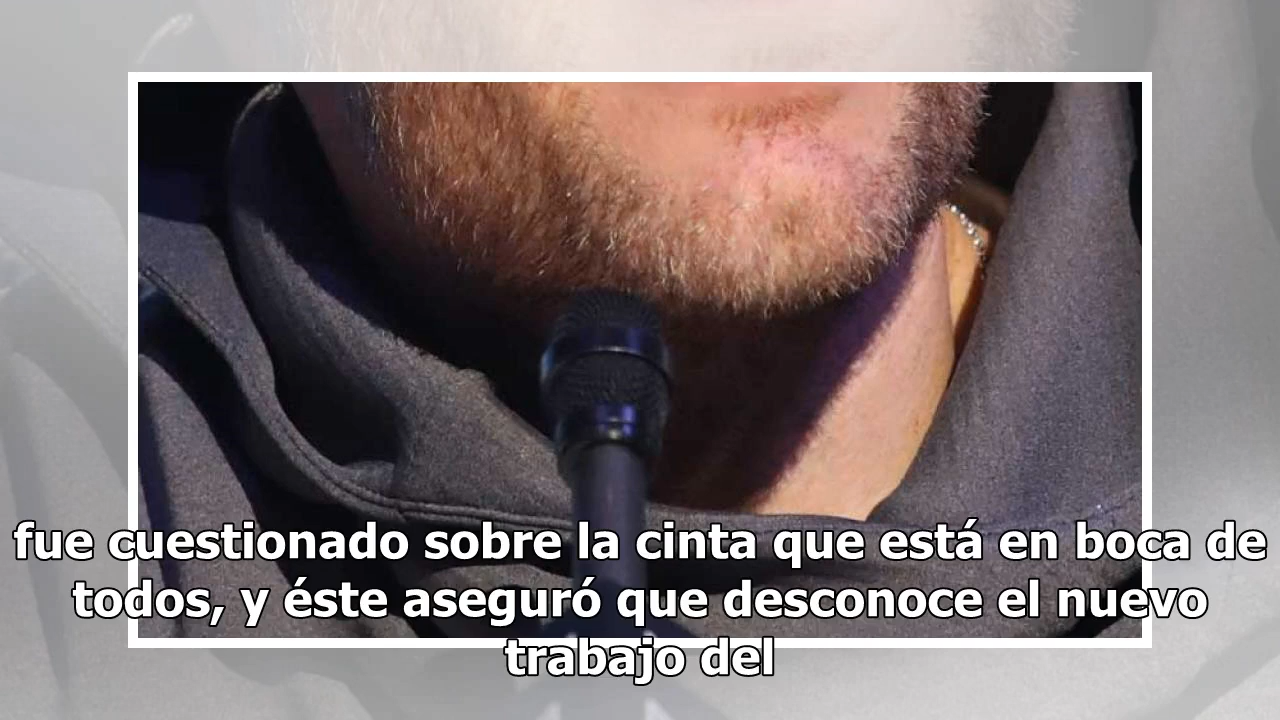 fue cuestionado sobre la cinta que está en boca de
todos, y éste aseguró que desconoce el nuevo
trabajo del